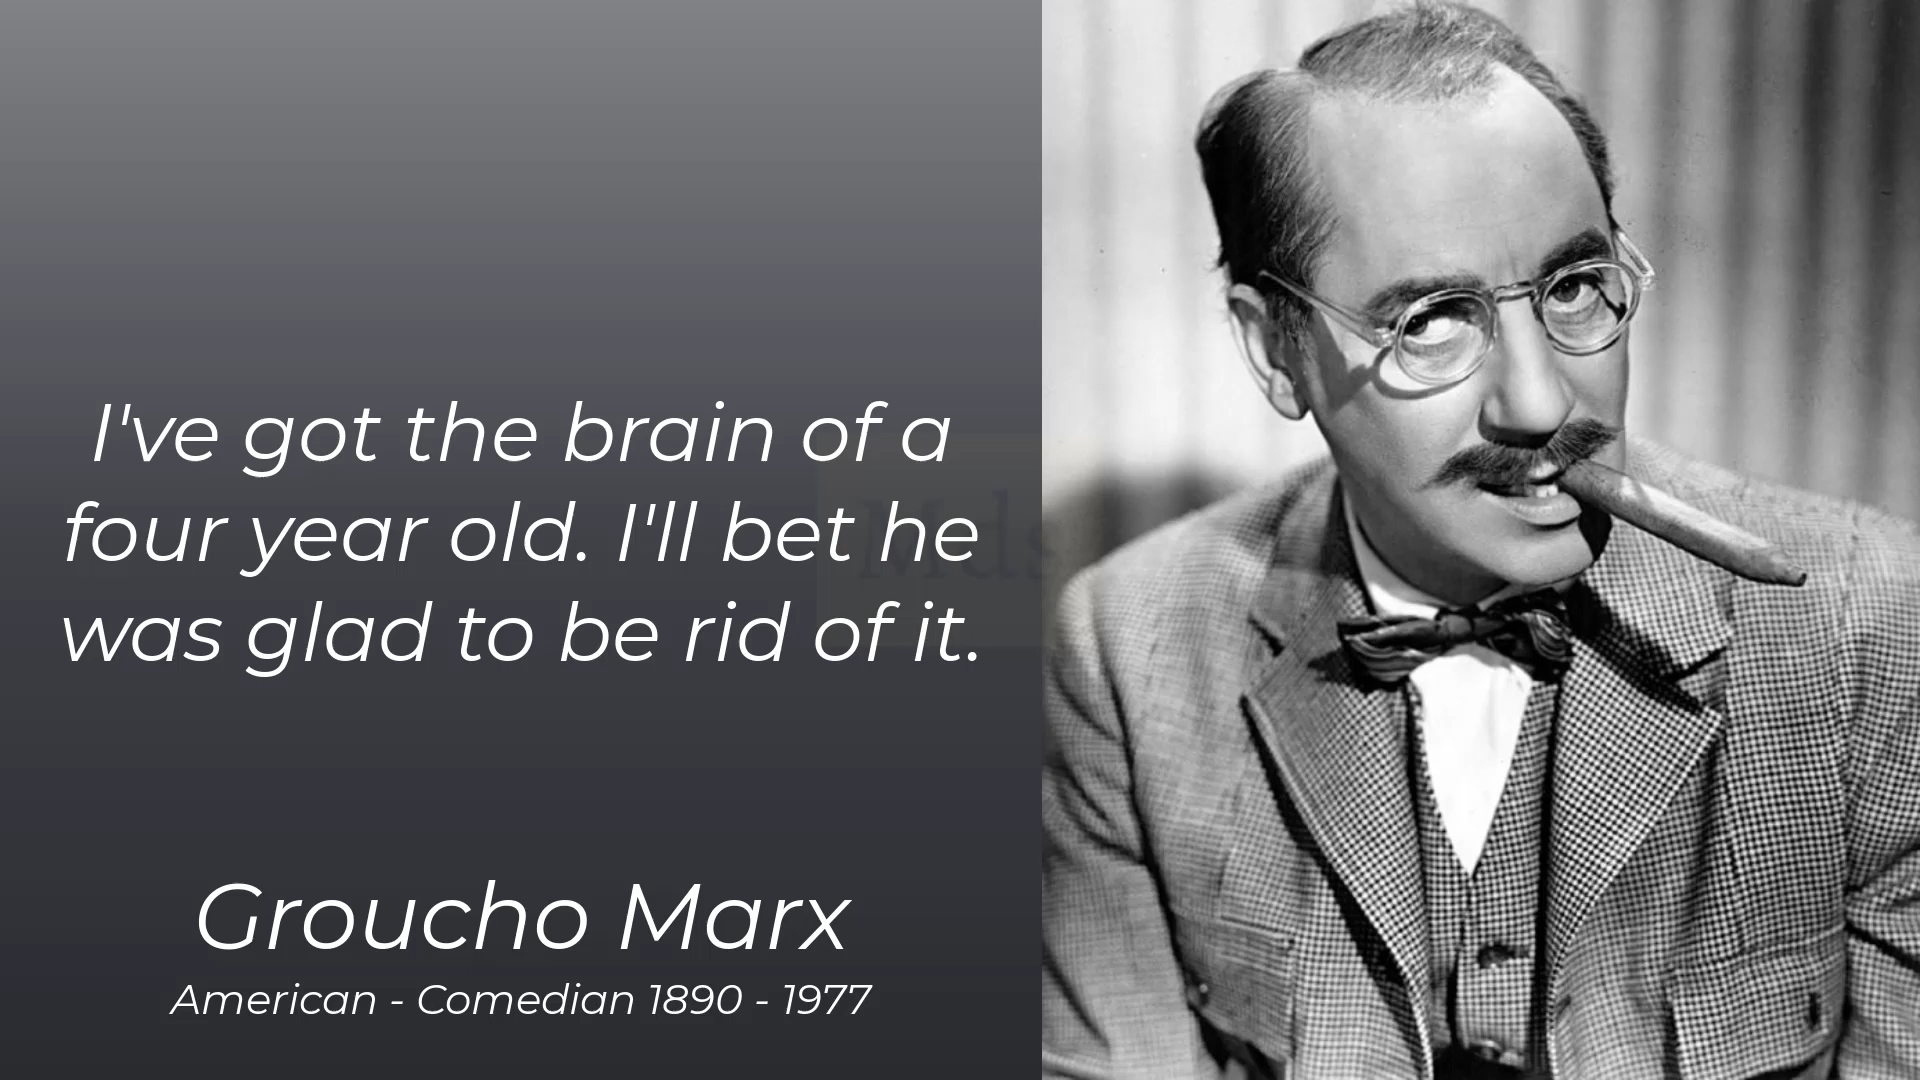 I've got the brain of a
four year old. I'll bet he
was glad to be rid of it.
Groucho Marx
American - Comedian 1890 - 1977